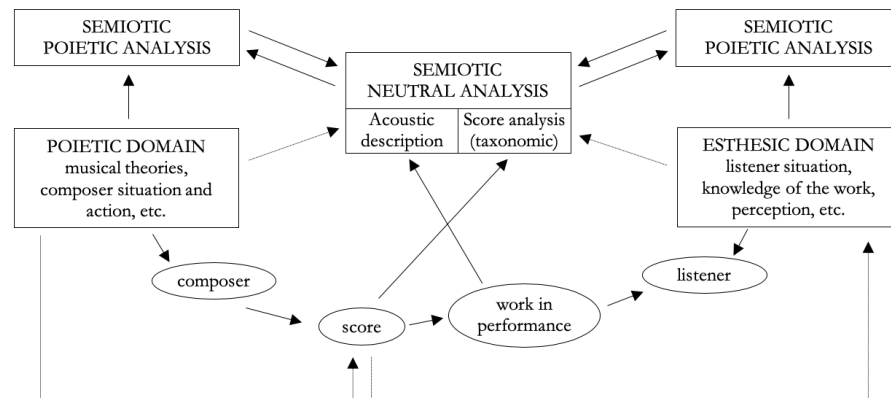 SEMIOTIC
POIETIC ANALYSIS
SEMIOTIC
NEUTRAL ANALYSIS
Acoustic
description
Score analysis
(taxonomic)
SEMIOTIC
POIETIC ANALYSIS
POIETIC DOMAIN
musical theories,
composer situation and
action, etc.
ESTHESIC DOMAIN
listener situation,
knowledge of the work,
perception, etc.
composer
score
work in
performance
listener